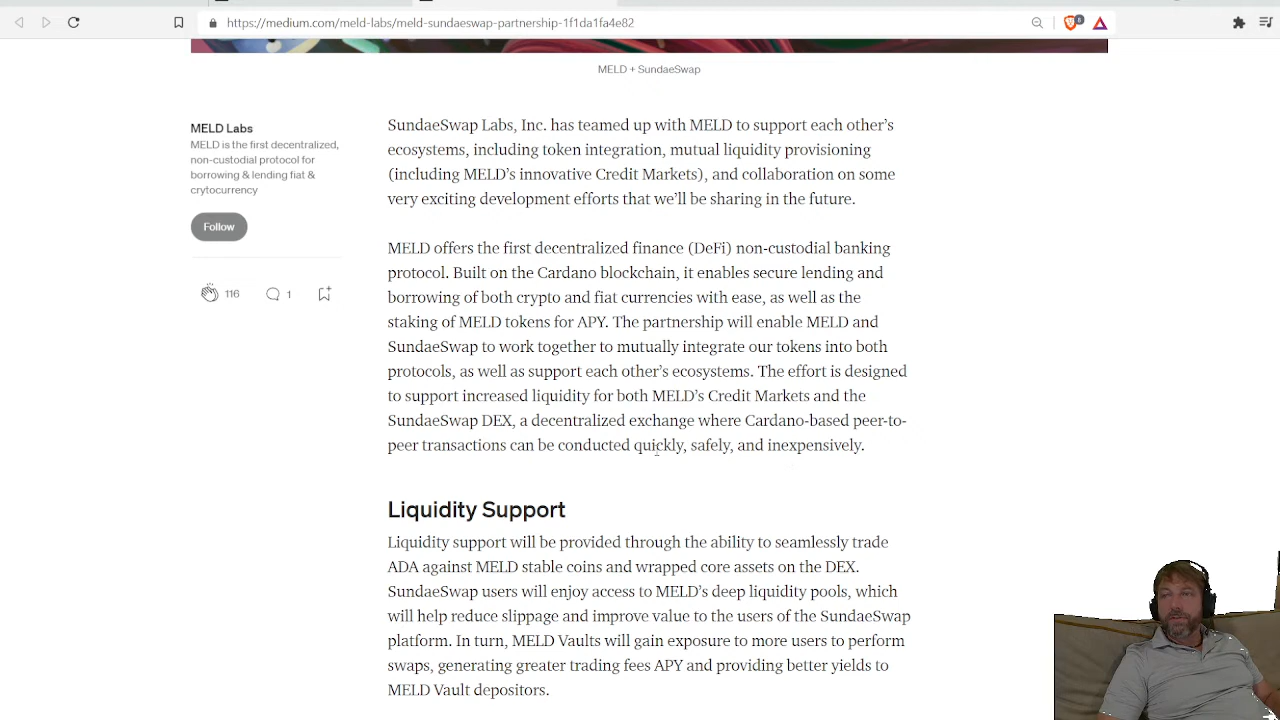 https://medium.com/meld-labs/meld-sundaeswap-partnership-1f1da1fa4e82
8
MELD + SundaeSwap
MELD Labs
MELD is the first decentralized,
non-custodial protocol for
borrowing & lending fiat &
crytocurrency
Follow
116
1
SundaeSwap Labs, Inc. has teamed up with MELD to support each other’s
ecosystems, including token integration, mutual liquidity provisioning
(including MELD’s innovative Credit Markets), and collaboration on some
very exciting development efforts that we’ll be sharing in the future.
MELD offers the first decentralized finance (DeFi) non-custodial banking
protocol. Built on the Cardano blockchain, it enables secure lending and
borrowing of both crypto and fiat currencies with ease, as well as the
staking of MELD tokens for APY. The partnership will enable MELD and
SundaeSwap to work together to mutually integrate our tokens into both
protocols, as well as support each other’s ecosystems. The effort is designed
to support increased liquidity for both MELD’s Credit Markets and the
SundaeSwap DEX, a decentralized exchange where Cardano-based peer-to-
peer transactions can be conducted quickly, safely, and inexpensively.
Liquidity Support
Liquidity support will be provided through the ability to seamlessly trade
ADA against MELD stable coins and wrapped core assets on the DEX.
SundaeSwap users will enjoy access to MELD’s deep liquidity pools, which
will help reduce slippage and improve value to the users of the SundaeSwap
platform. In turn, MELD Vaults will gain exposure to more users to perform
swaps, generating greater trading fees APY and providing better yields to
MELD Vault depositors.